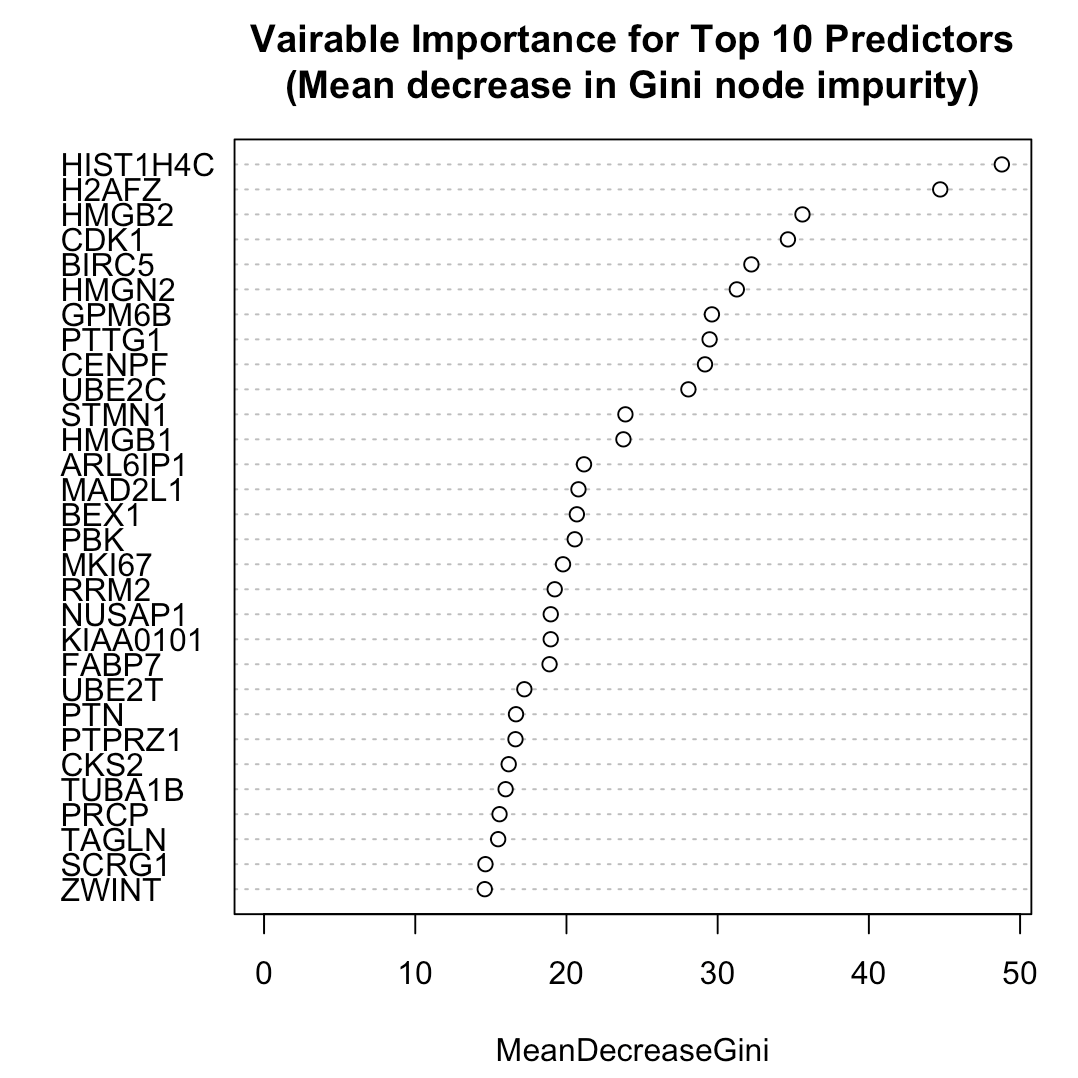 Vairable Importance for Top 10 Predictors
(Mean decrease in Gini node impurity)
HIST1H4C
H2AFZ
HMGB2
CDK1
BIRC5
HMGN2
GPM6B
PTTG1
CENPF
UBE2C
STMN1
HMGB1
ARL6IP1
MAD2L1
BEX1
PBK
MKI67
RRM2
NUSAP1
KIAA0101
FABP7
UBE2T
PTN
PTPRZ1
CKS2
TUBA1B
PRCP
TAGLN
SCRG1
ZWINT
0 10 20 30 40 50
MeanDecreaseGini